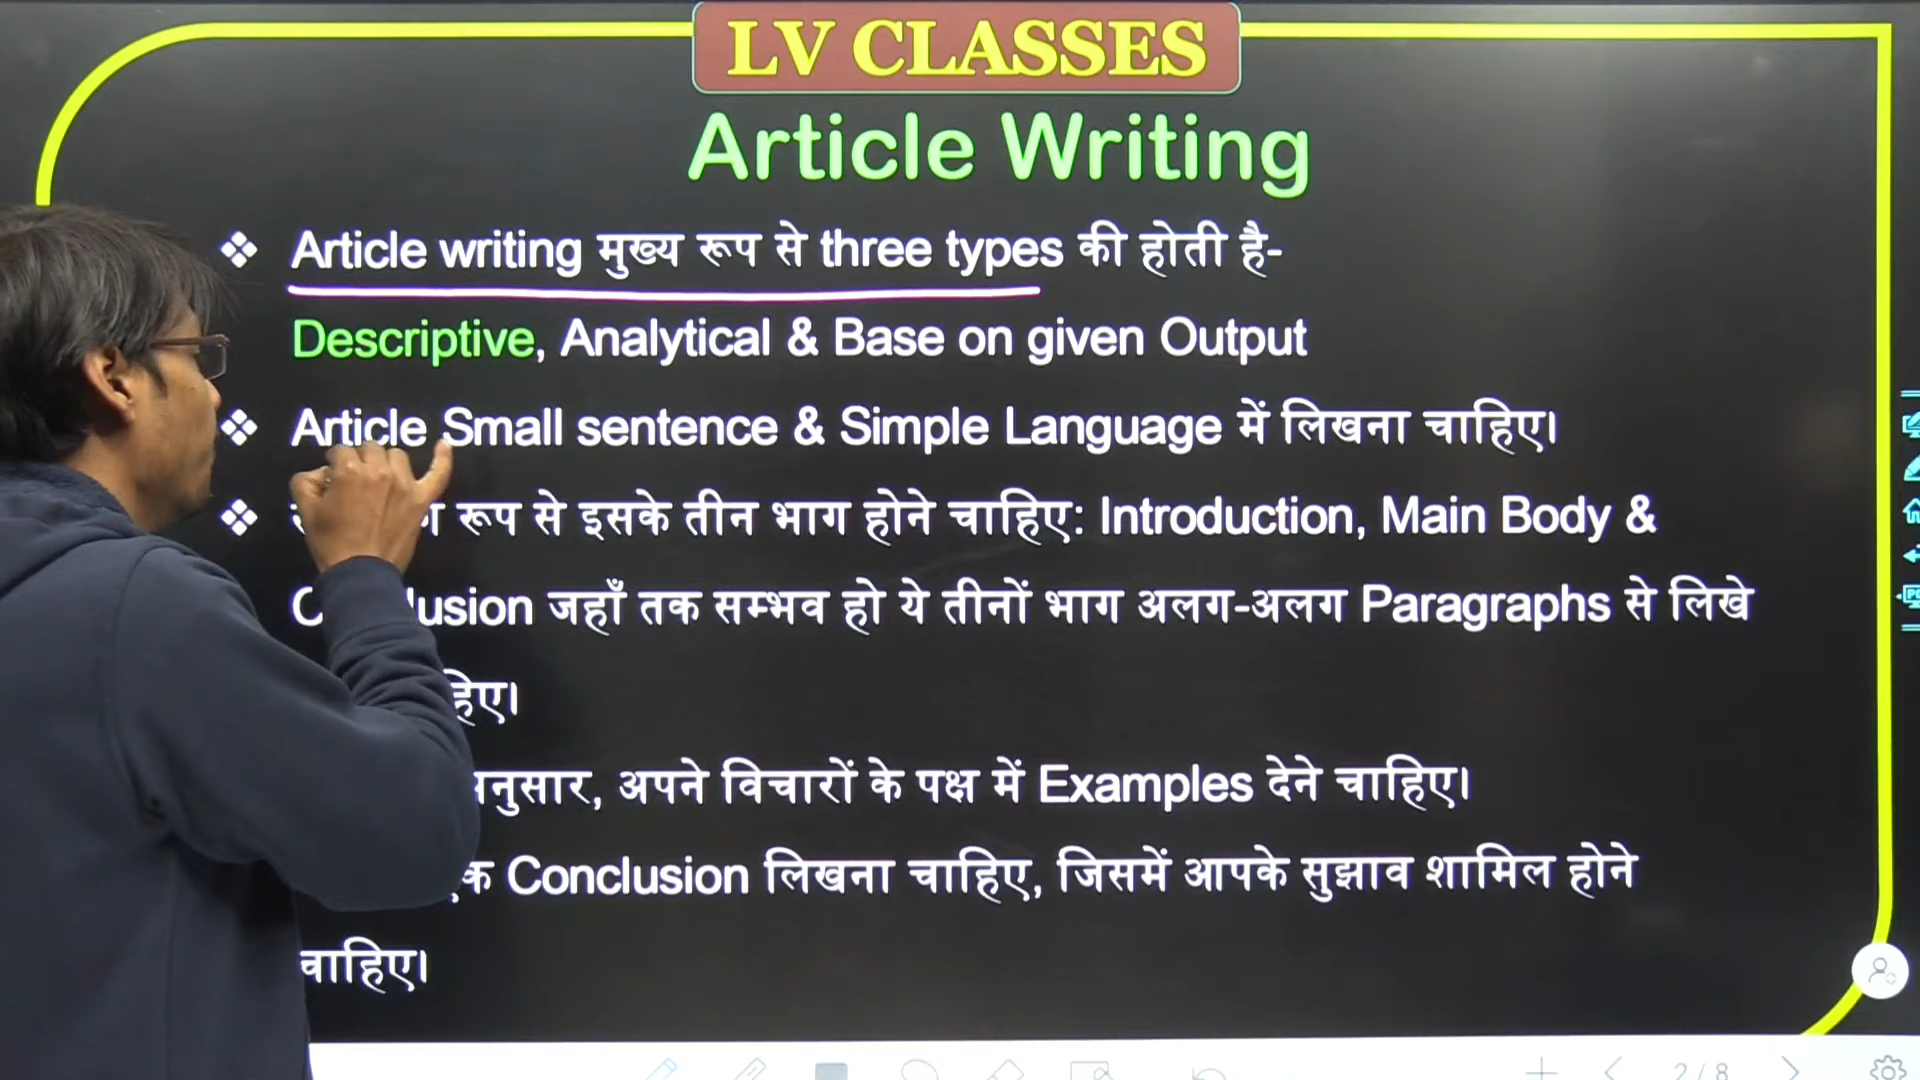 LV CLASSES
Article Writing
❖ Article writing मुख्य रूप से three types की होती है-
Descriptive, Analytical & Base on given Output
❖ Article Small sentence & Simple Language में लिखना चाहिए।
❖ रूप से इसके तीन भाग होने चाहिए: Introduction, Main Body &
जहाँ तक सम्भव हो ये तीनों भाग अलग-अलग Paragraphs से लिखे
अपने विचारों के पक्ष में Examples देने चाहिए।
Conclusion लिखना चाहिए, जिसमें आपके सुझाव शामिल होने
चाहिए।
2 / 8